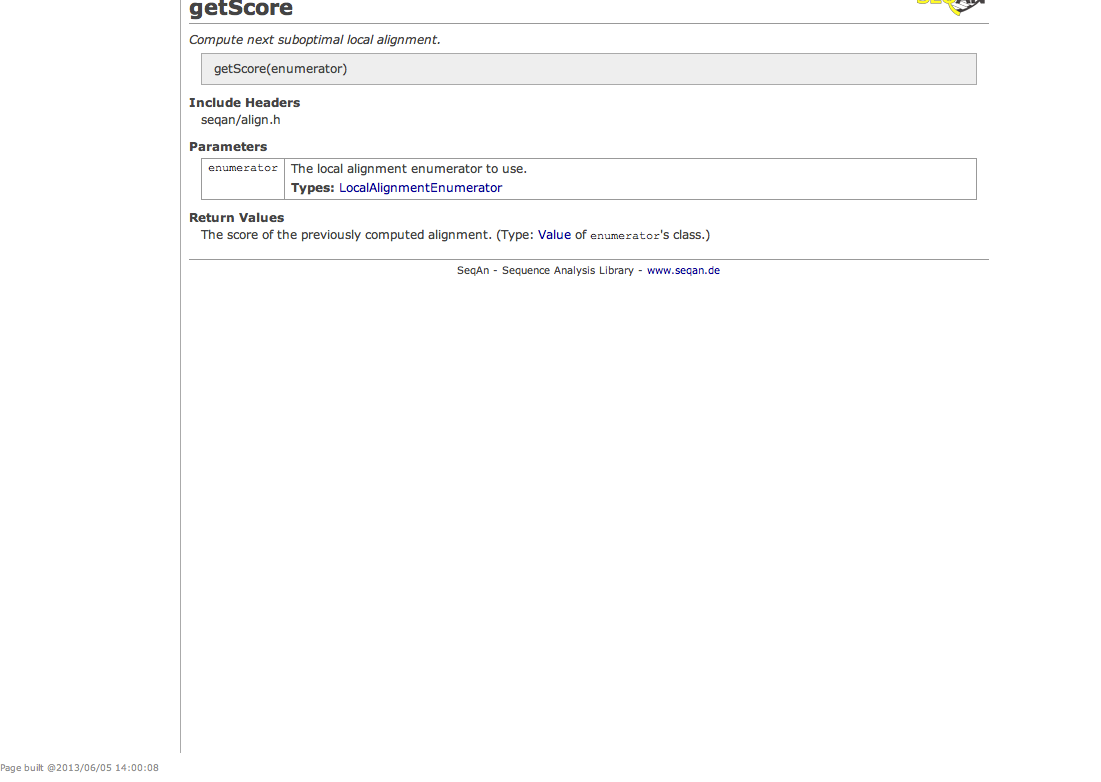 getScore
Compute next suboptimal local alignment.
getScore(enumerator)
Include Headers
seqan/align.h
Parameters
enumerator The local alignment enumerator to use.
Types: LocalAlignmentEnumerator
Return Values
The score of the previously computed alignment. (Type: Value of enumerator's class.)
SeqAn - Sequence Analysis Library - www.seqan.de
Page built @2013/06/05 14:00:08